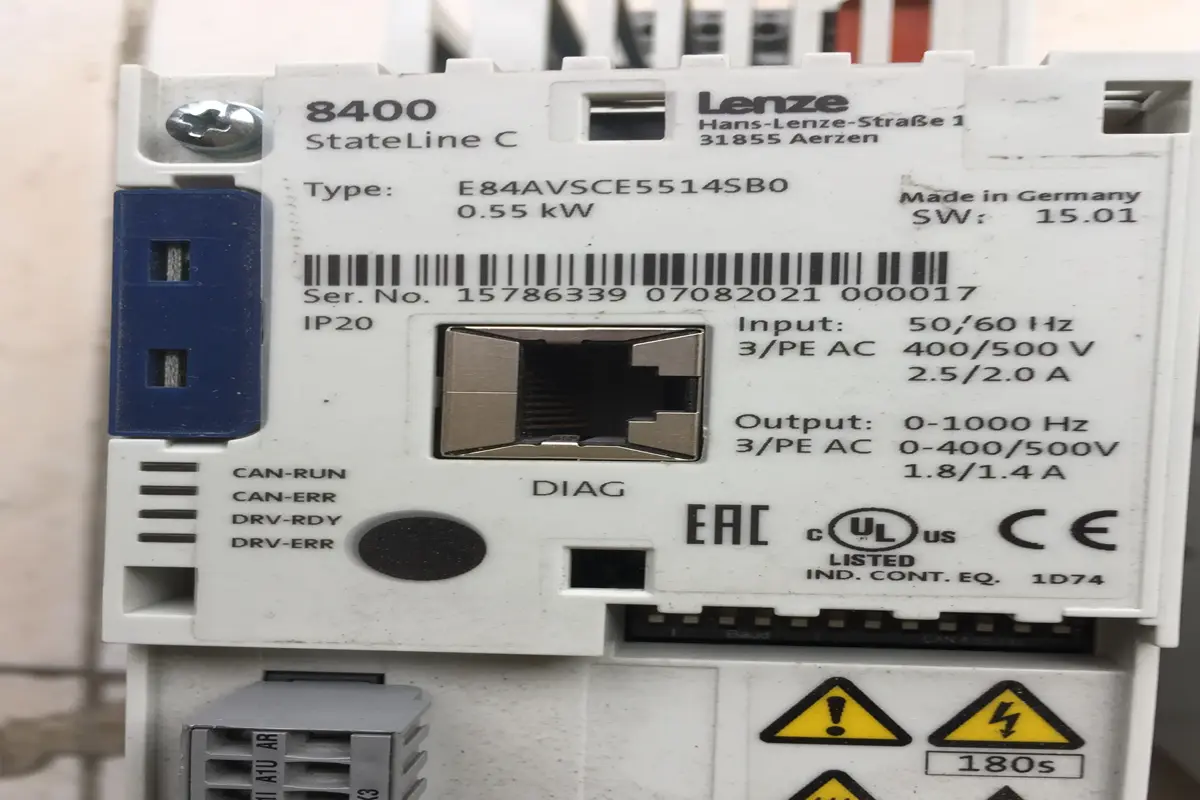 8400
StateLine C
Lenze
Hans-Lenze-Straße 1
31855 Aerzen
Type: E84AVSCE5514SB0
0.55 kW
Made in Germany
SW: 15.01
Ser. No. 15786339 07082021 000017
IP20
Input: 50/60 Hz
3/PE AC 400/500 V
2.5/2.0 A
Output: 0-1000 Hz
3/PE AC 0-400/500V
1.8/1.4 A
DIAG
CAN-RUN
CAN-ERR
DRV-RDY
DRV-ERR
EAC
C UL US
LISTED
IND. CONT. EQ. 1D74
CE
Baud
180s
AR
A1U